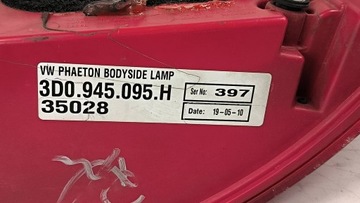 VW PHAETON BODYSIDE LAMP
3D0.945.095.H
35028
Ser No: 397
Date: 19-05-10